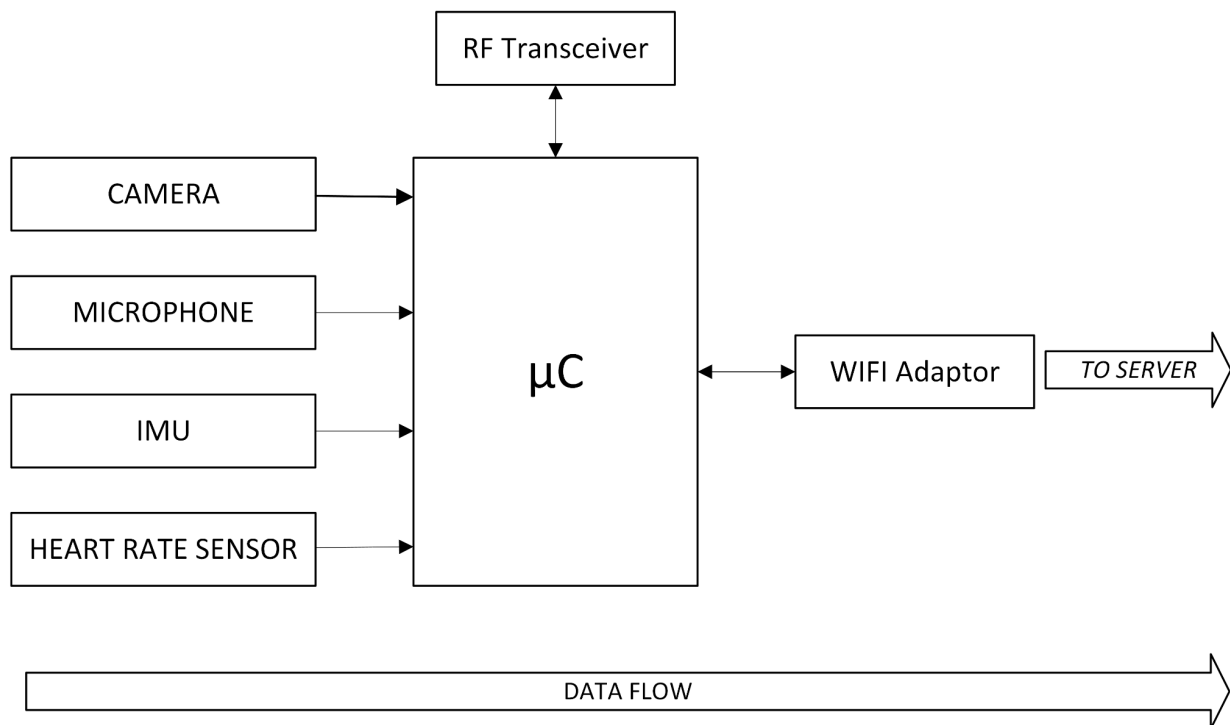 RF Transceiver
CAMERA
MICROPHONE
IMU
HEART RATE SENSOR
µC
WIFI Adaptor
TO SERVER
DATA FLOW